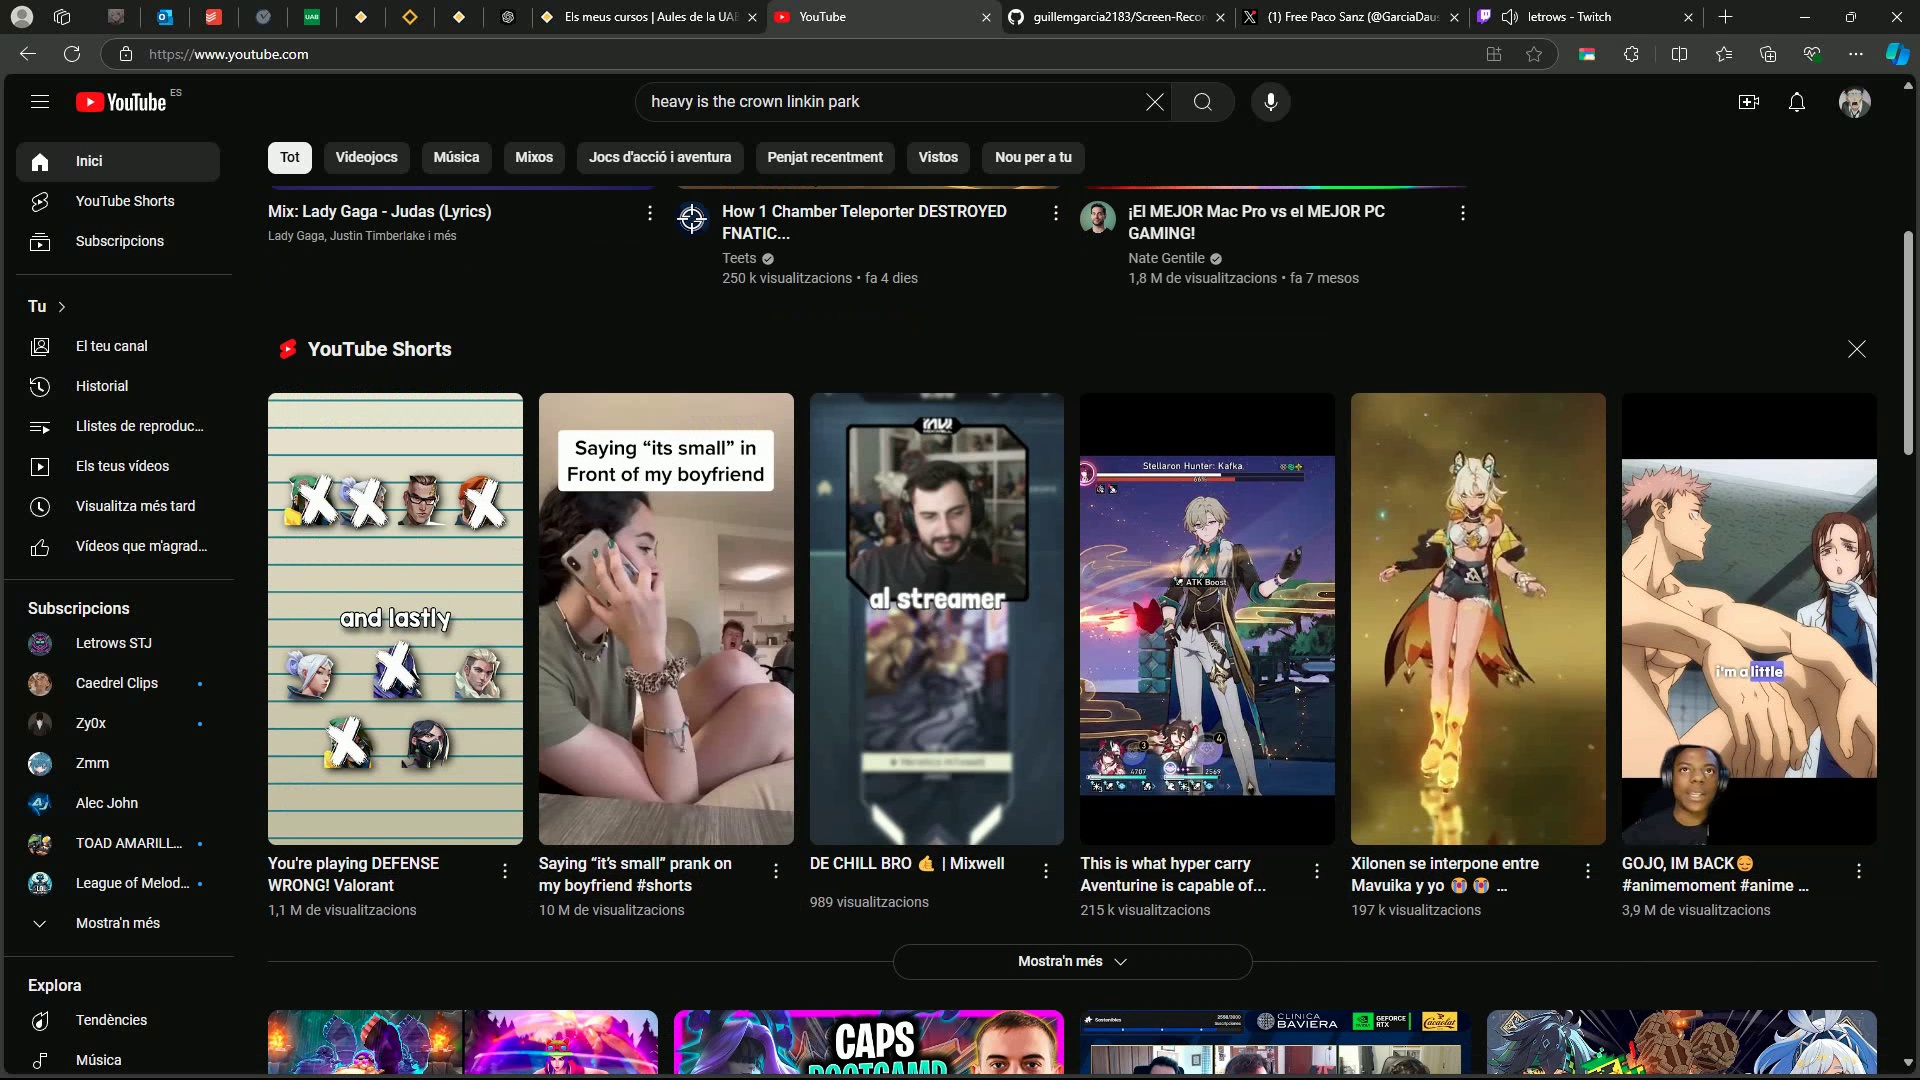 Els meus cursos | Aules de la UAB
YouTube
guillemgarcia2183/Screen-Recor
(1) Free Paco Sanz (@GarciaDaus
letrows - Twitch
https://www.youtube.com
YouTube ES
heavy is the crown linkin park
Tot
Videojocs
Música
Mixos
Jocs d'acció i aventura
Penjat recentment
Vistos
Nou per a tu
Inici
YouTube Shorts
Subscripcions
Tu
El teu canal
Historial
Llistes de reproduc...
Els teus vídeos
Visualitza més tard
Vídeos que m'agrad...
Subscripcions
Letrows STJ
Caedrel Clips
Zy0x
Zmm
Alec John
TOAD AMARILL...
League of Melod...
Mostra'n més
Explora
Tendències
Música
Mix: Lady Gaga - Judas (Lyrics)
Lady Gaga, Justin Timberlake i més
How 1 Chamber Teleporter DESTROYED
FNATIC...
Teets
250 k visualitzacions • fa 4 dies
¡El MEJOR Mac Pro vs el MEJOR PC
GAMING!
Nate Gentile
1,8 M de visualitzacions • fa 7 mesos
YouTube Shorts
and lastly
Saying “its small” in
Front of my boyfriend
al streamer
Stellaron Hunter: Kafka
66%
ATK Boost
3
4
4707
2569
i'm a little
You're playing DEFENSE
WRONG! Valorant
1,1 M de visualitzacions
Saying “it’s small” prank on
my boyfriend #shorts
10 M de visualitzacions
DE CHILL BRO 🤙 | Mixwell
989 visualitzacions
This is what hyper carry
Aventurine is capable of...
215 k visualitzacions
Xilonen se interpone entre
Mavuika y yo 😭 😭 ...
197 k visualitzacions
GOJO, IM BACK😌
#animemoment #anime ...
3,9 M de visualitzacions
Mostra'n més
CAPS
BOOTCAMP
CLINICA
BAVIERA
GEFORCE
RTX
Cacaolat